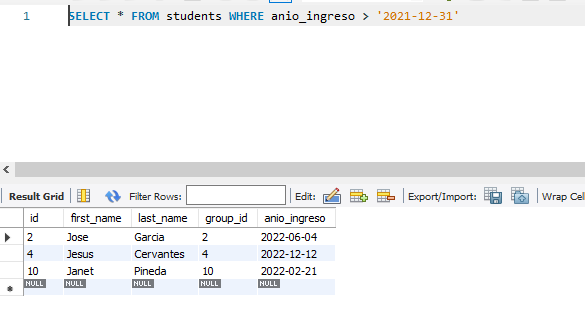 1 SELECT * FROM students WHERE anio_ingreso > '2021-12-31'
Result Grid Filter Rows: Edit: Export/Import: Wrap Cel
id first_name last_name group_id anio_ingreso
2 Jose Garcia 2 2022-06-04
4 Jesus Cervantes 4 2022-12-12
10 Janet Pineda 10 2022-02-21
NULL NULL NULL NULL NULL